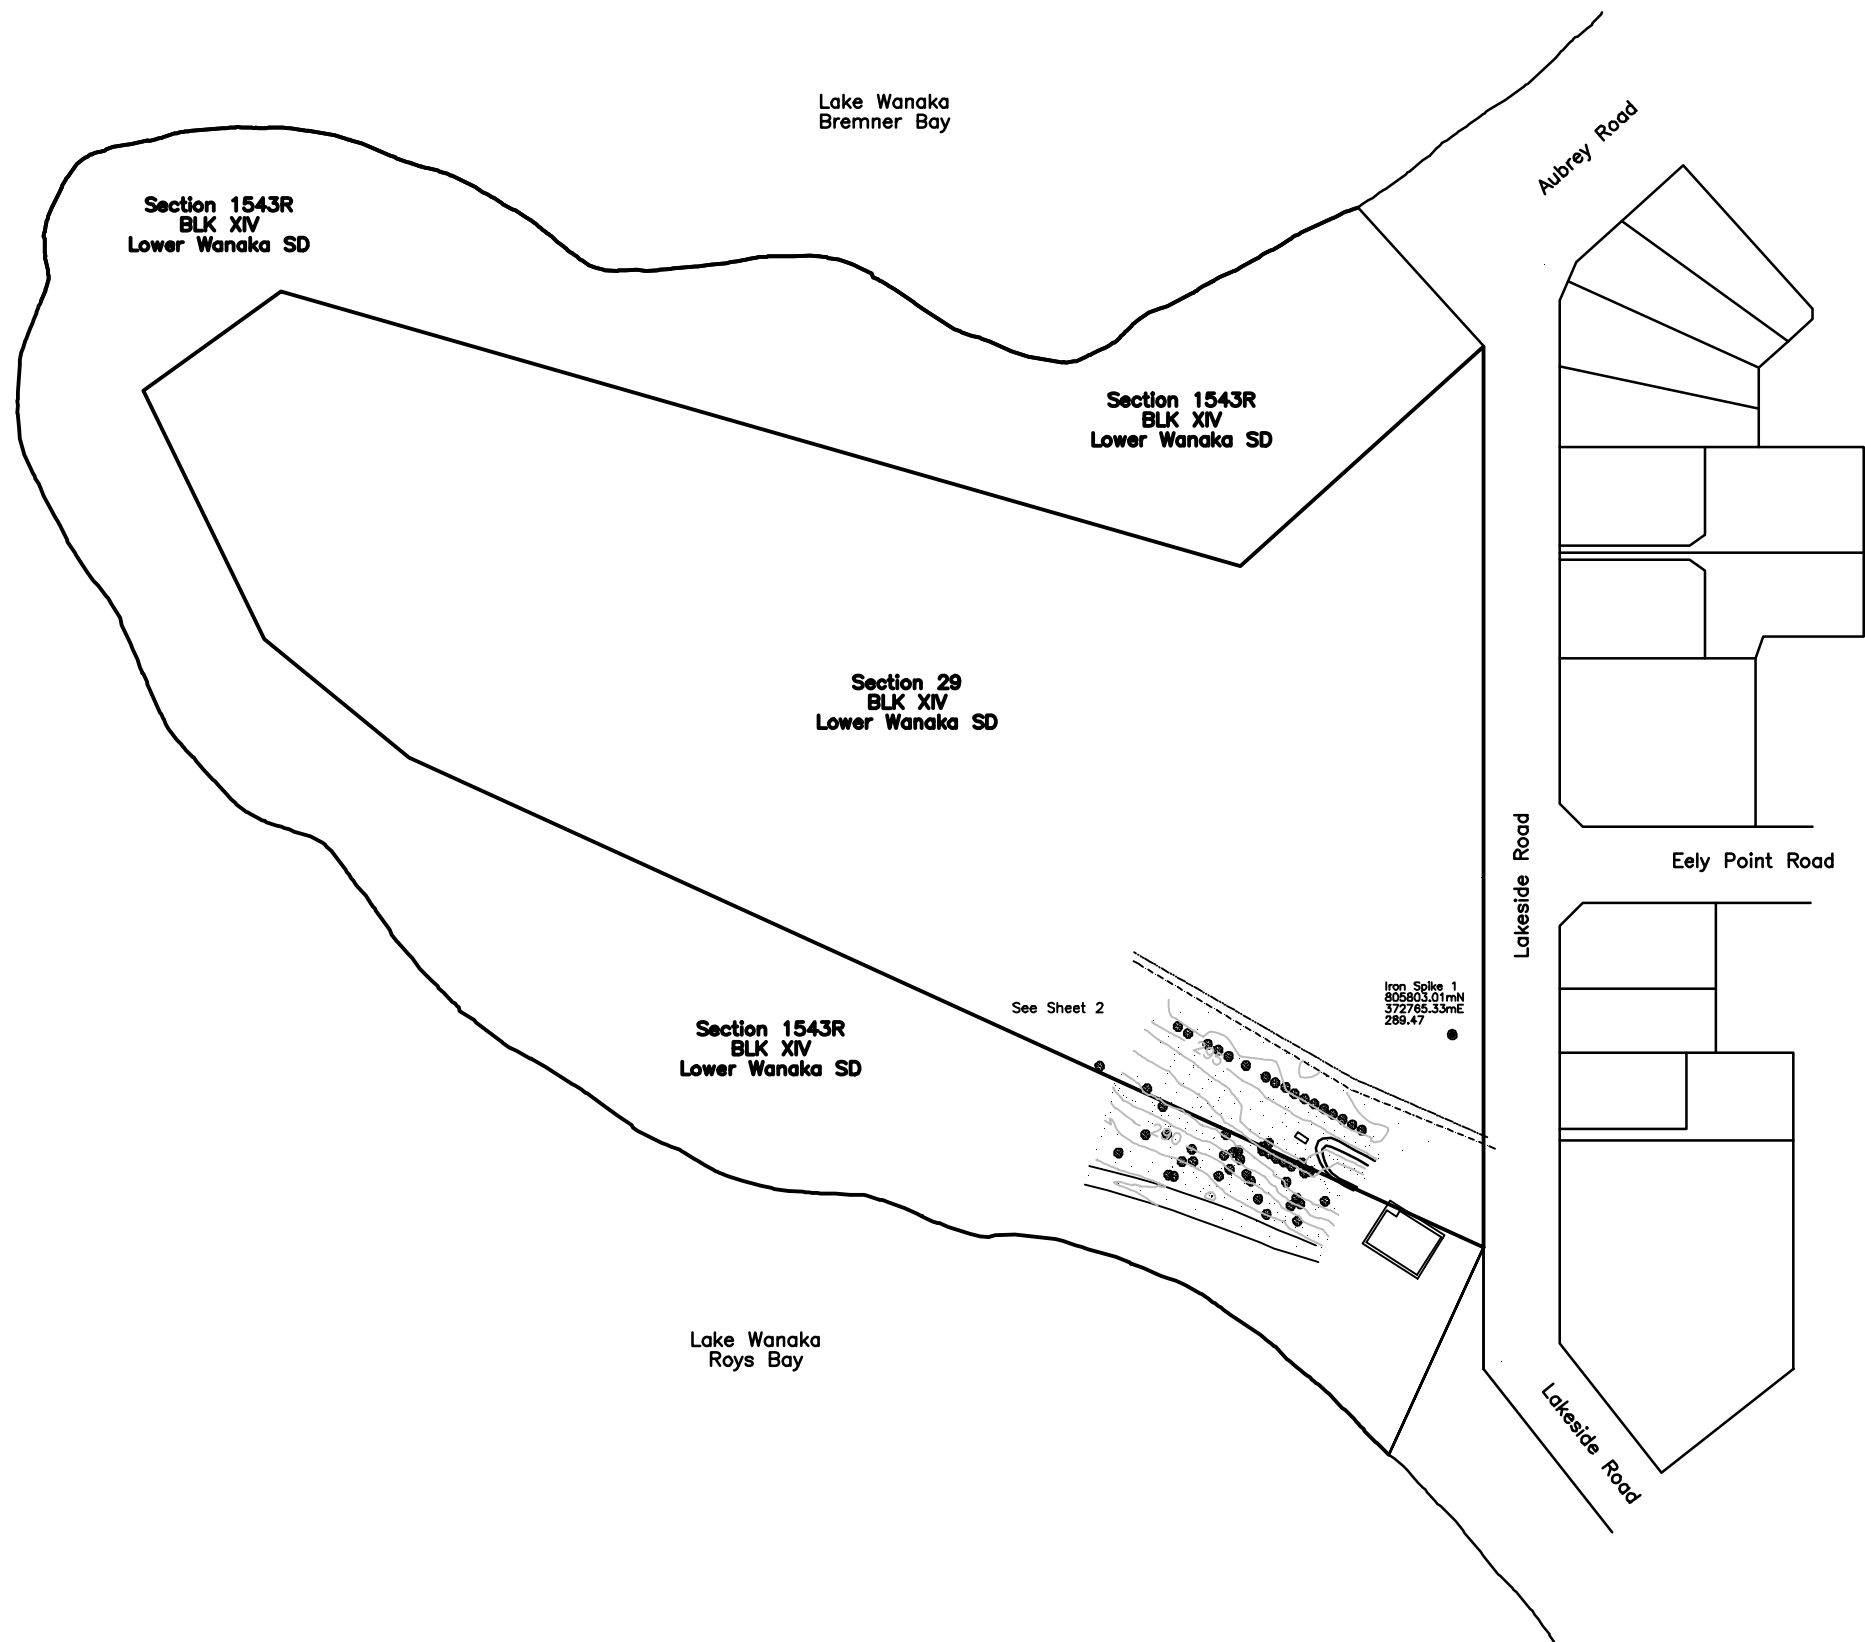 Lake Wanaka
Bremner Bay
Aubrey Road
Section 1543R
BLK XIV
Lower Wanaka SD
Section 1543R
BLK XIV
Lower Wanaka SD
Section 29
BLK XIV
Lower Wanaka SD
Lakeside Road
Eely Point Road
Iron Spike 1
805803.01mN
372765.33mE
289.47
See Sheet 2
Section 1543R
BLK XIV
Lower Wanaka SD
295
290
Lake Wanaka
Roys Bay
Lakeside Road